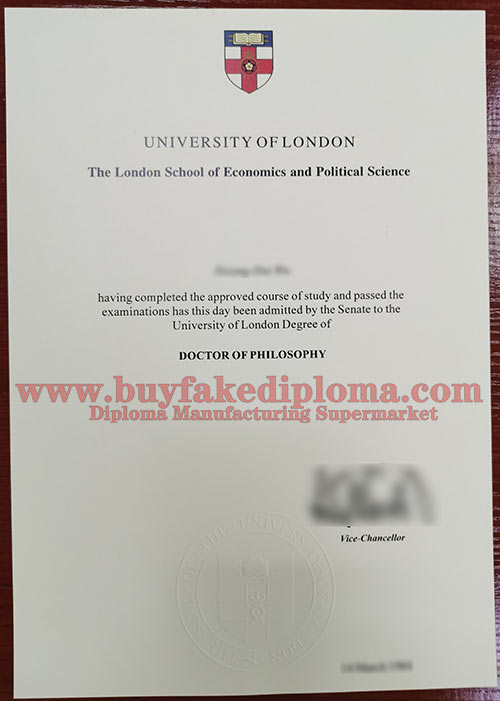 UNIVERSITY OF LONDON
The London School of Economics and Political Science
having completed the approved course of study and passed the
examinations has this day been admitted by the Senate to the
University of London Degree of
DOCTOR OF PHILOSOPHY
www.buyfakediploma.com
Diploma Manufacturing Supermarket
Vice-Chancellor